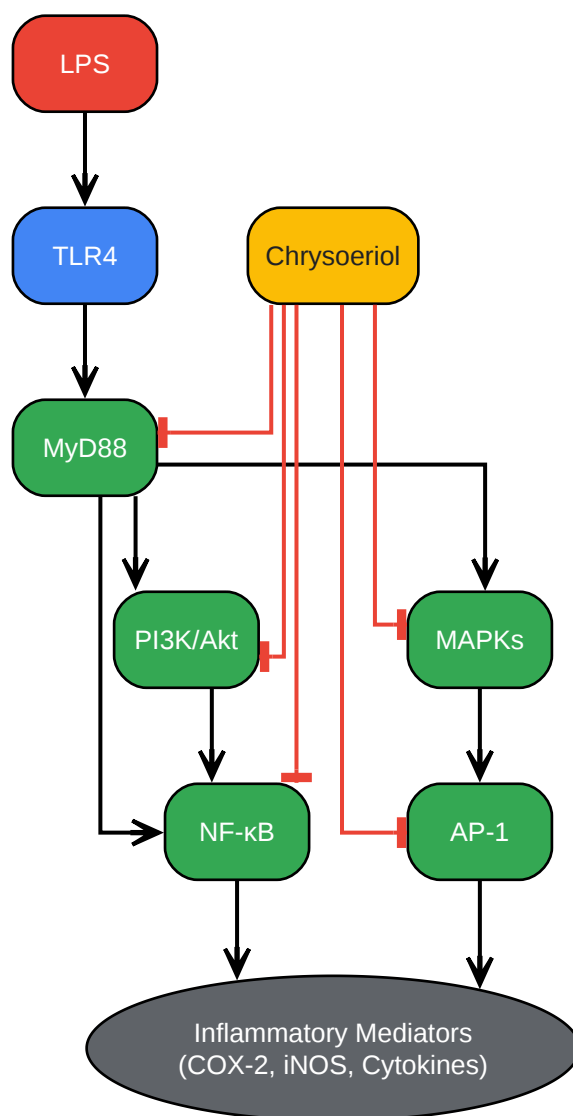 LPS
TLR4
Chrysoeriol
MyD88
PI3K/Akt
MAPKs
NF-κB
AP-1
Inflammatory Mediators
(COX-2, iNOS, Cytokines)